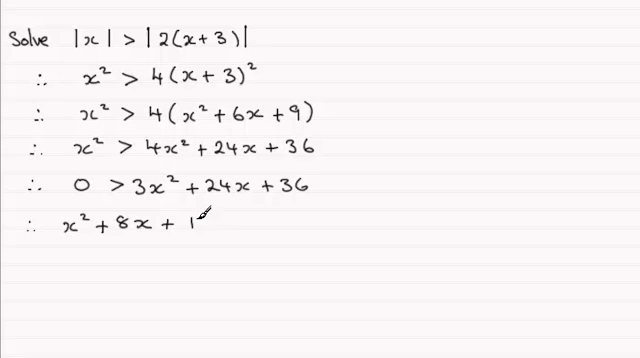 Solve |x| > |2(x+3)|
∴ x² > 4(x+3)²
∴ x² > 4(x²+6x+9)
∴ x² > 4x²+24x+36
∴ 0 > 3x²+24x+36
∴ x²+8x+1